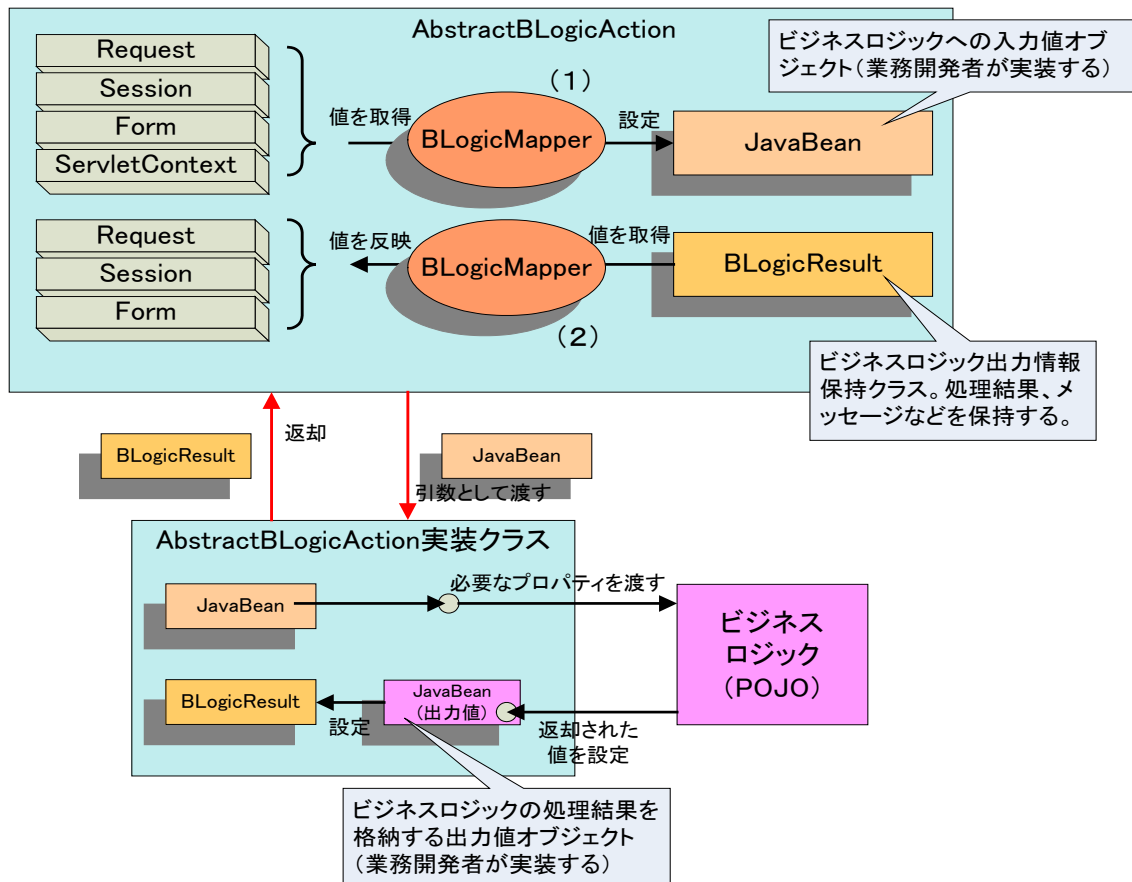 AbstractBLogicAction
Request
Session
Form
ServletContext
値を取得
(1)
BLogicMapper
設定
JavaBean
ビジネスロジックへの入力値オブ
ジェクト(業務開発者が実装する)
Request
Session
Form
値を反映
BLogicMapper
(2)
値を取得
BLogicResult
ビジネスロジック出力情報
保持クラス。処理結果、メ
ッセージなどを保持する。
BLogicResult
返却
JavaBean
引数として渡す
AbstractBLogicAction実装クラス
JavaBean
必要なプロパティを渡す
ビジネス
ロジック
(POJO)
BLogicResult
設定
JavaBean
(出力値)
返却された
値を設定
ビジネスロジックの処理結果を
格納する出力値オブジェクト
(業務開発者が実装する)